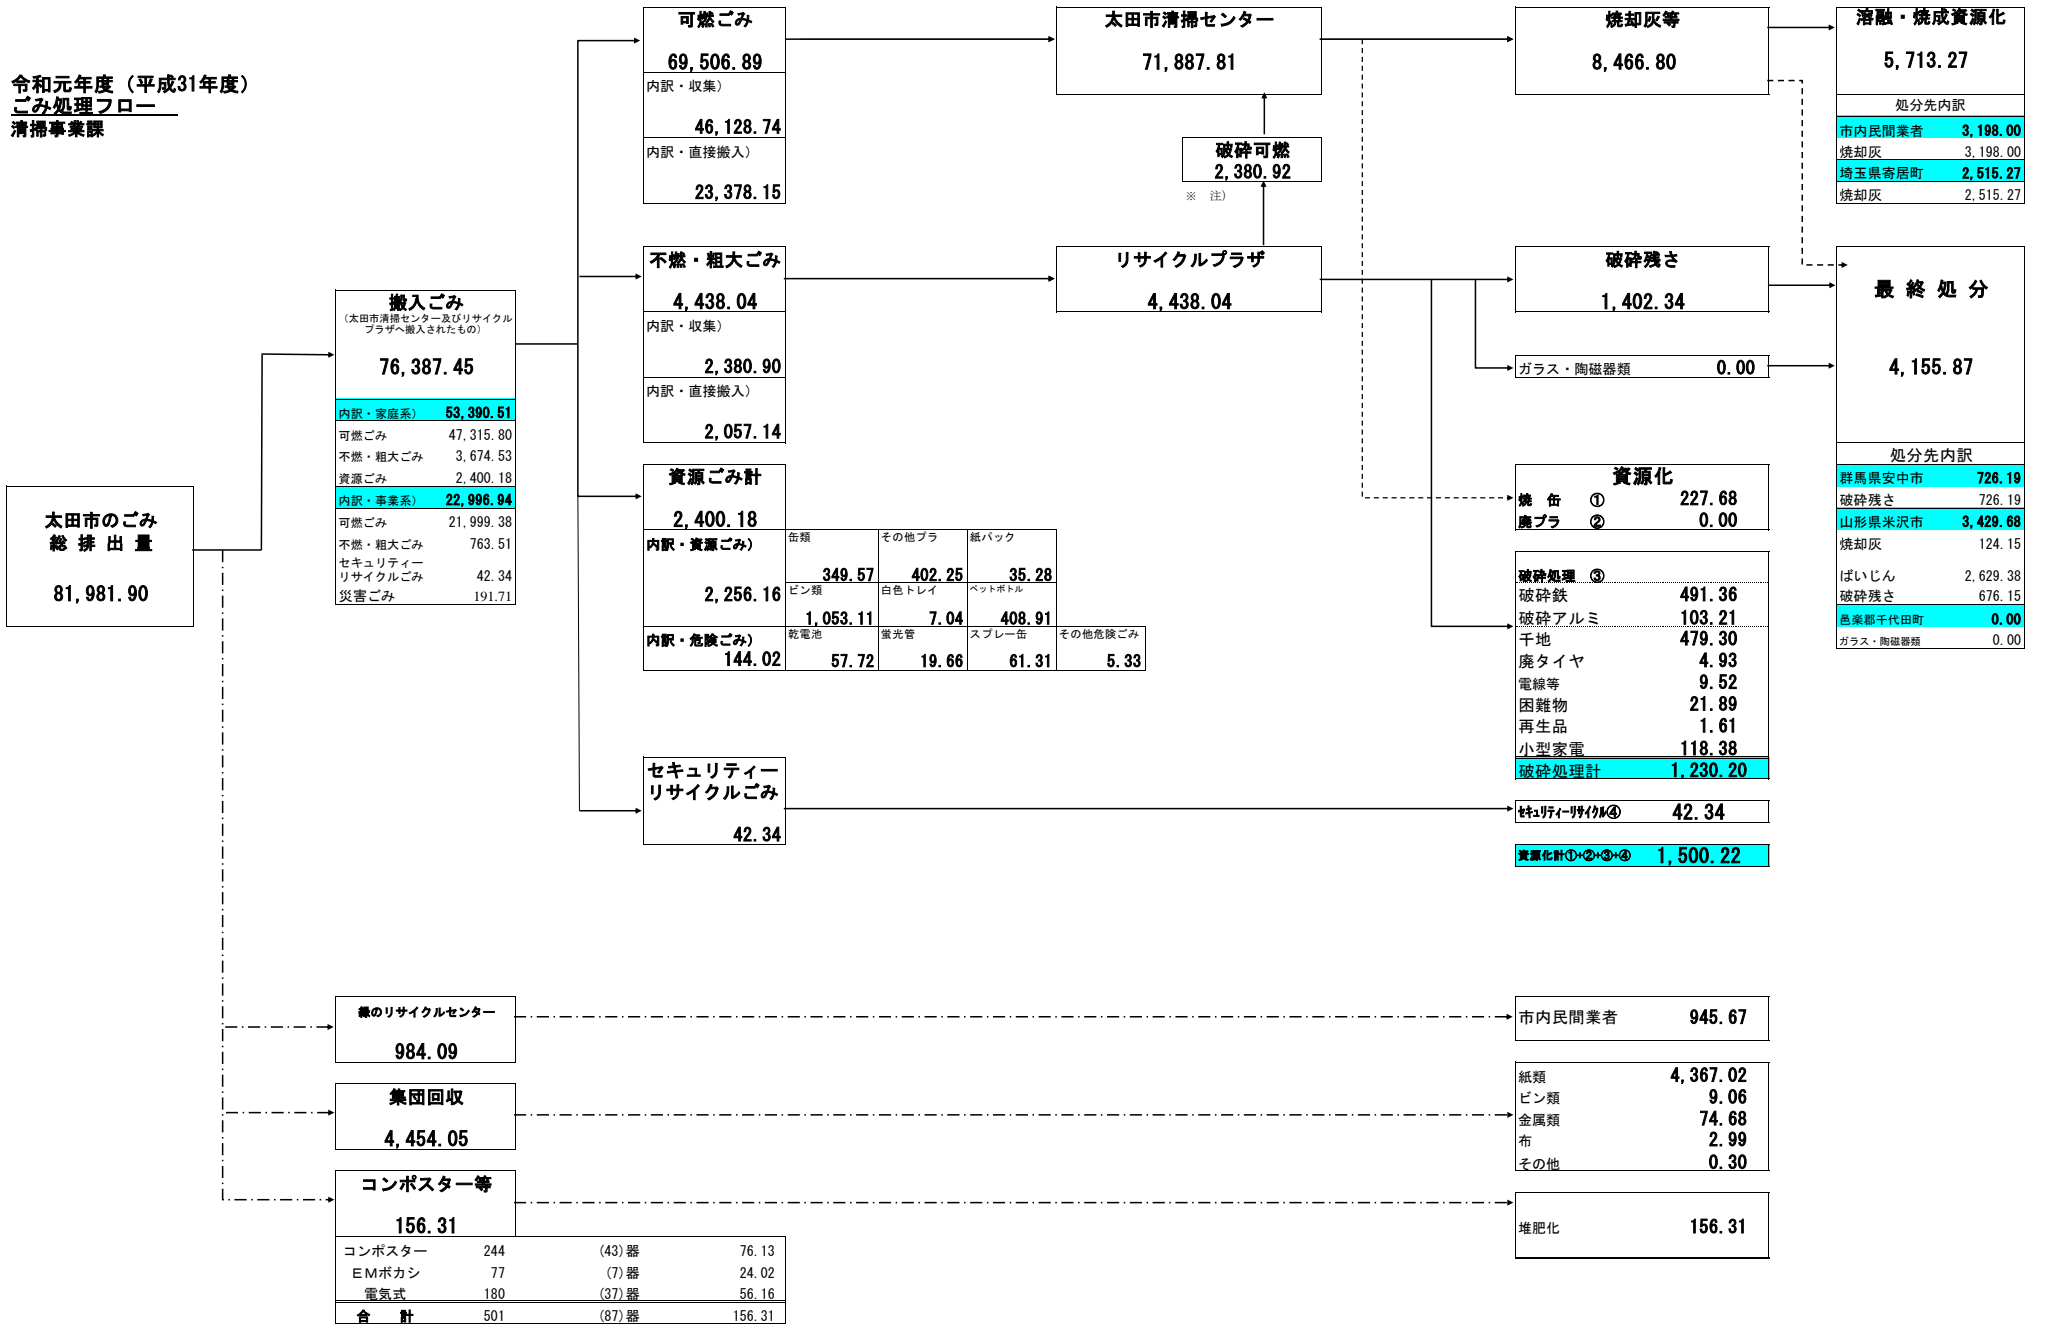 令和元年度（平成31年度）
ごみ処理フロー
清掃事業課
太田市のごみ
総 排 出 量
81,981.90
搬入ごみ
（太田市清掃センター及びリサイクル
プラザへ搬入されたもの）
76,387.45
内訳・家庭系） 53,390.51
可燃ごみ 47,315.80
不燃・粗大ごみ 3,674.53
資源ごみ 2,400.18
内訳・事業系） 22,996.94
可燃ごみ 21,999.38
不燃・粗大ごみ 763.51
セキュリティー
リサイクルごみ 42.34
災害ごみ 191.71
可燃ごみ
69,506.89
内訳・収集）
46,128.74
内訳・直接搬入）
23,378.15
不燃・粗大ごみ
4,438.04
内訳・収集）
2,380.90
内訳・直接搬入）
2,057.14
資源ごみ計
2,400.18
内訳・資源ごみ）
2,256.16
缶類 その他プラ 紙パック
349.57 402.25 35.28
ビン類 白色トレイ ペットボトル
1,053.11 7.04 408.91
内訳・危険ごみ）
144.02
乾電池 蛍光管 スプレー缶 その他危険ごみ
57.72 19.66 61.31 5.33
セキュリティー
リサイクルごみ
42.34
太田市清掃センター
71,887.81
破砕可燃
2,380.92
※　注）
リサイクルプラザ
4,438.04
焼却灰等
8,466.80
破砕残さ
1,402.34
ガラス・陶磁器類 0.00
資源化
焼　缶　① 227.68
廃プラ　② 0.00
破砕処理　③
破砕鉄 491.36
破砕アルミ 103.21
千地 479.30
廃タイヤ 4.93
電線等 9.52
困難物 21.89
再生品 1.61
小型家電 118.38
破砕処理計 1,230.20
セキュリティーリサイクル④ 42.34
資源化計①+②+③+④ 1,500.22
溶融・焼成資源化
5,713.27
処分先内訳
市内民間業者 3,198.00
焼却灰 3,198.00
埼玉県寄居町 2,515.27
焼却灰 2,515.27
最 終 処 分
4,155.87
処分先内訳
群馬県安中市 726.19
破砕残さ 726.19
山形県米沢市 3,429.68
焼却灰 124.15
ばいじん 2,629.38
破砕残さ 676.15
邑楽郡千代田町 0.00
ガラス・陶磁器類 0.00
緑のリサイクルセンター
984.09
市内民間業者 945.67
集団回収
4,454.05
紙類 4,367.02
ビン類 9.06
金属類 74.68
布 2.99
その他 0.30
コンポスター等
156.31
堆肥化 156.31
コンポスター 244 (43)器 76.13
ＥＭボカシ 77 (7)器 24.02
電気式 180 (37)器 56.16
合　計 501 (87)器 156.31